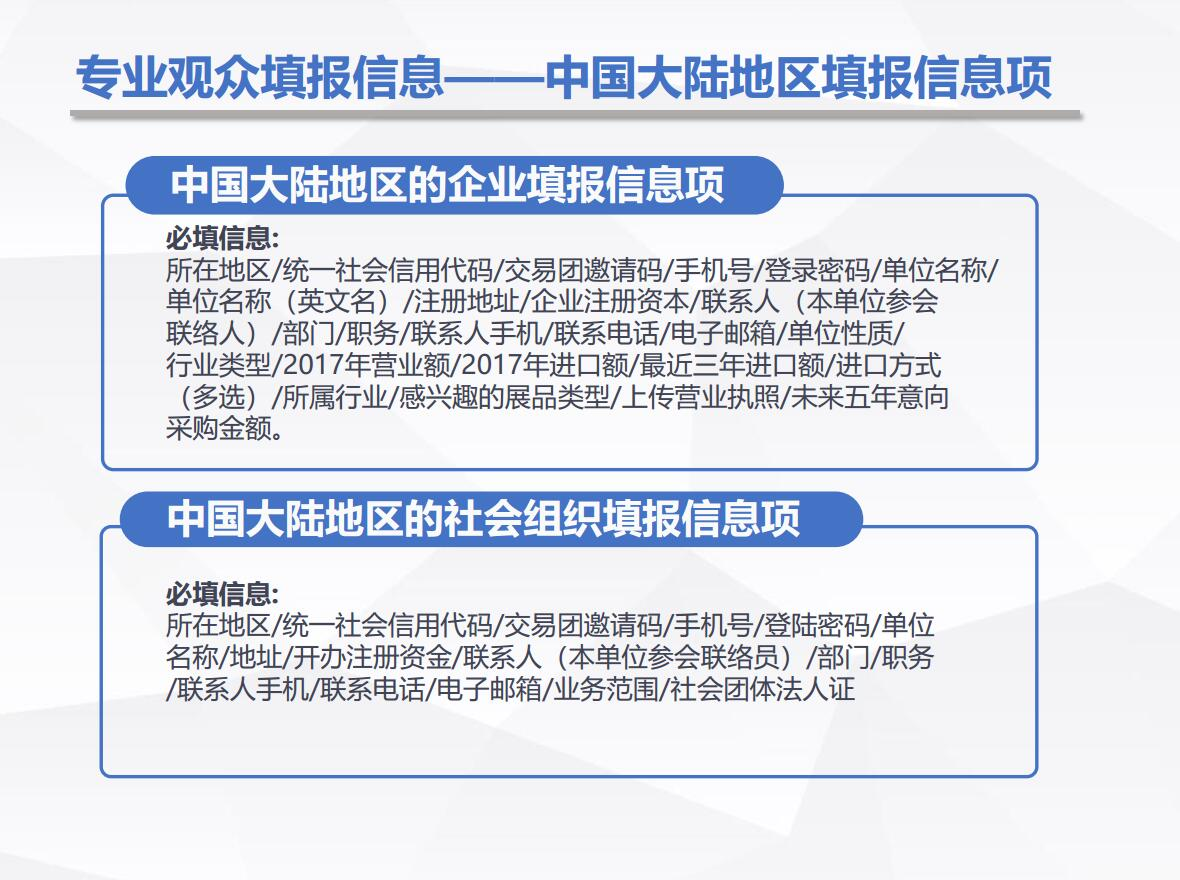 专业观众填报信息——中国大陆地区填报信息项
中国大陆地区的企业填报信息项
必填信息:
所在地区/统一社会信用代码/交易团邀请码/手机号/登录密码/单位名称/
单位名称（英文名）/注册地址/企业注册资本/联系人（本单位参会
联络人）/部门/职务/联系人手机/联系电话/电子邮箱/单位性质/
行业类型/2017年营业额/2017年进口额/最近三年进口额/进口方式
（多选）/所属行业/感兴趣的展品类型/上传营业执照/未来五年意向
采购金额。
中国大陆地区的社会组织填报信息项
必填信息:
所在地区/统一社会信用代码/交易团邀请码/手机号/登陆密码/单位
名称/地址/开办注册资金/联系人（本单位参会联络员）/部门/职务
/联系人手机/联系电话/电子邮箱/业务范围/社会团体法人证